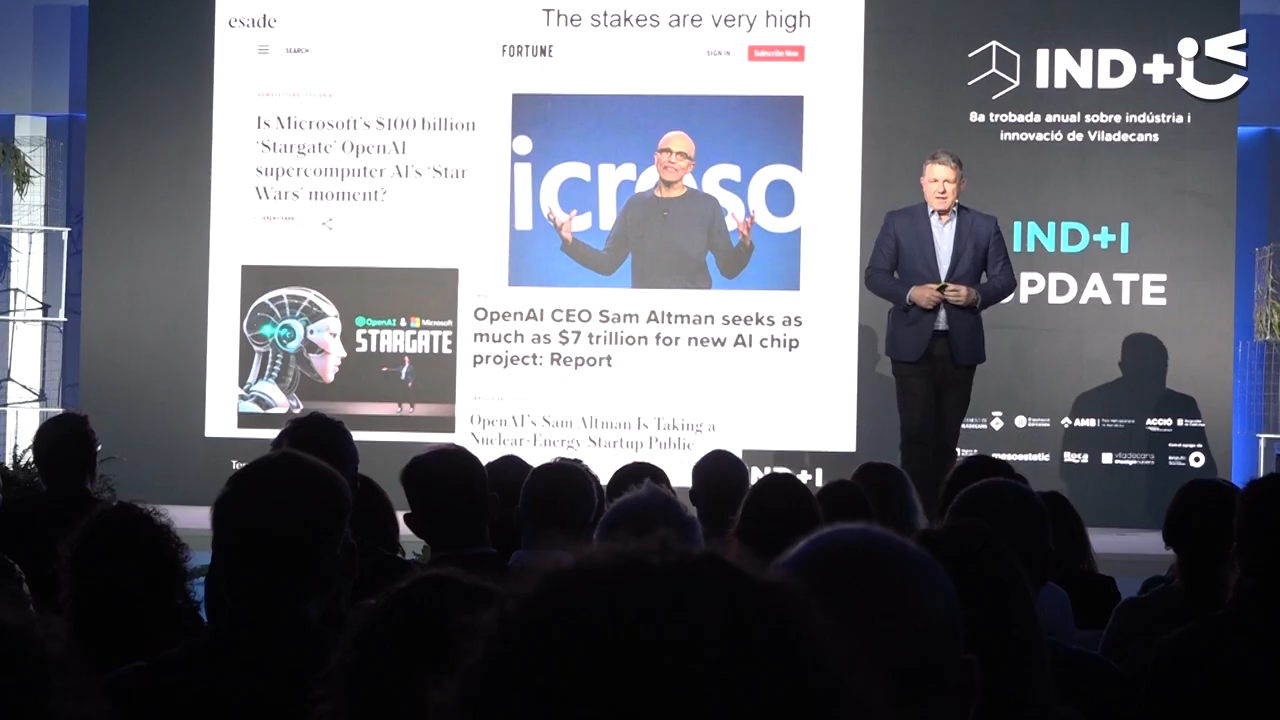 esade
The stakes are very high
SEARCH
FORTUNE
SIGN IN
Subscribe Now
Is Microsoft's $100 billion
'Stargate' OpenAI
supercomputer AI's 'Star
Wars' moment?
icroso
OpenAI & Microsoft
STARGATE
OpenAI CEO Sam Altman seeks as
much as $7 trillion for new AI chip
project: Report
OpenAI's Sam Altman Is Taking a
Nuclear-Energy Startup Public
IND+I
IND+i
8a trobada anual sobre indústria i
innovació de Viladecans
IND+I
UPDATE
AMB
ACCIÓ
mesoestetic
Roca
viladecans